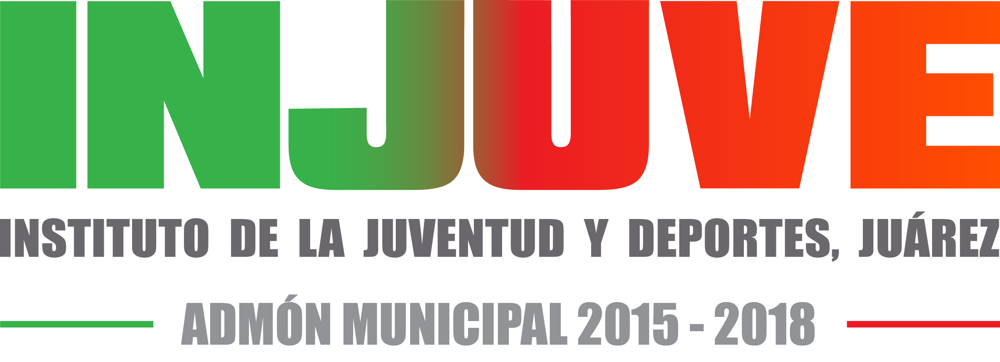 INJUVE
INSTITUTO DE LA JUVENTUD Y DEPORTES, JUÁREZ
ADMÓN MUNICIPAL 2015 - 2018